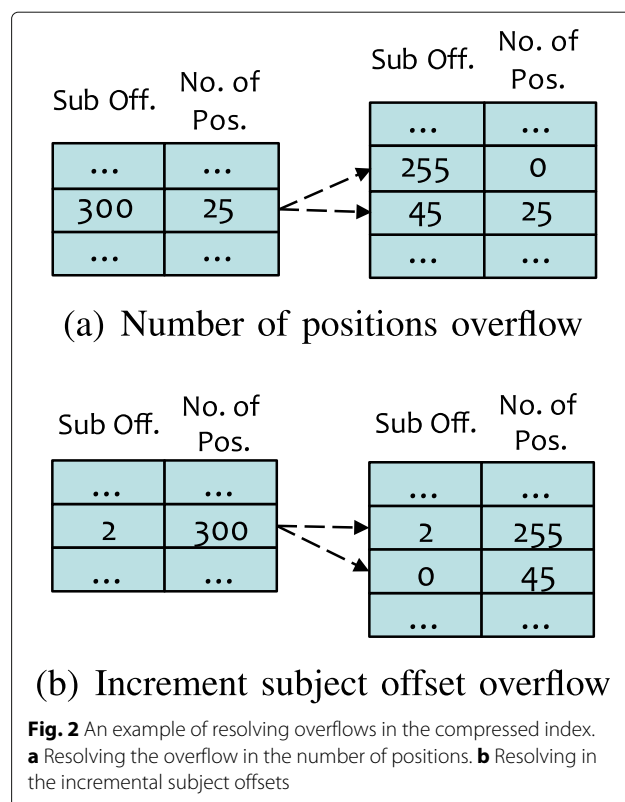 Sub Off. No. of Pos. Sub Off. No. of Pos.
... ... ... ...
300 25 255 0
... ... 45 25
... ...
(a) Number of positions overflow
Sub Off. No. of Pos. Sub Off. No. of Pos.
... ... ... ...
2 300 2 255
... ... 0 45
... ...
(b) Increment subject offset overflow
Fig. 2 An example of resolving overflows in the compressed index.
a Resolving the overflow in the number of positions. b Resolving in
the incremental subject offsets